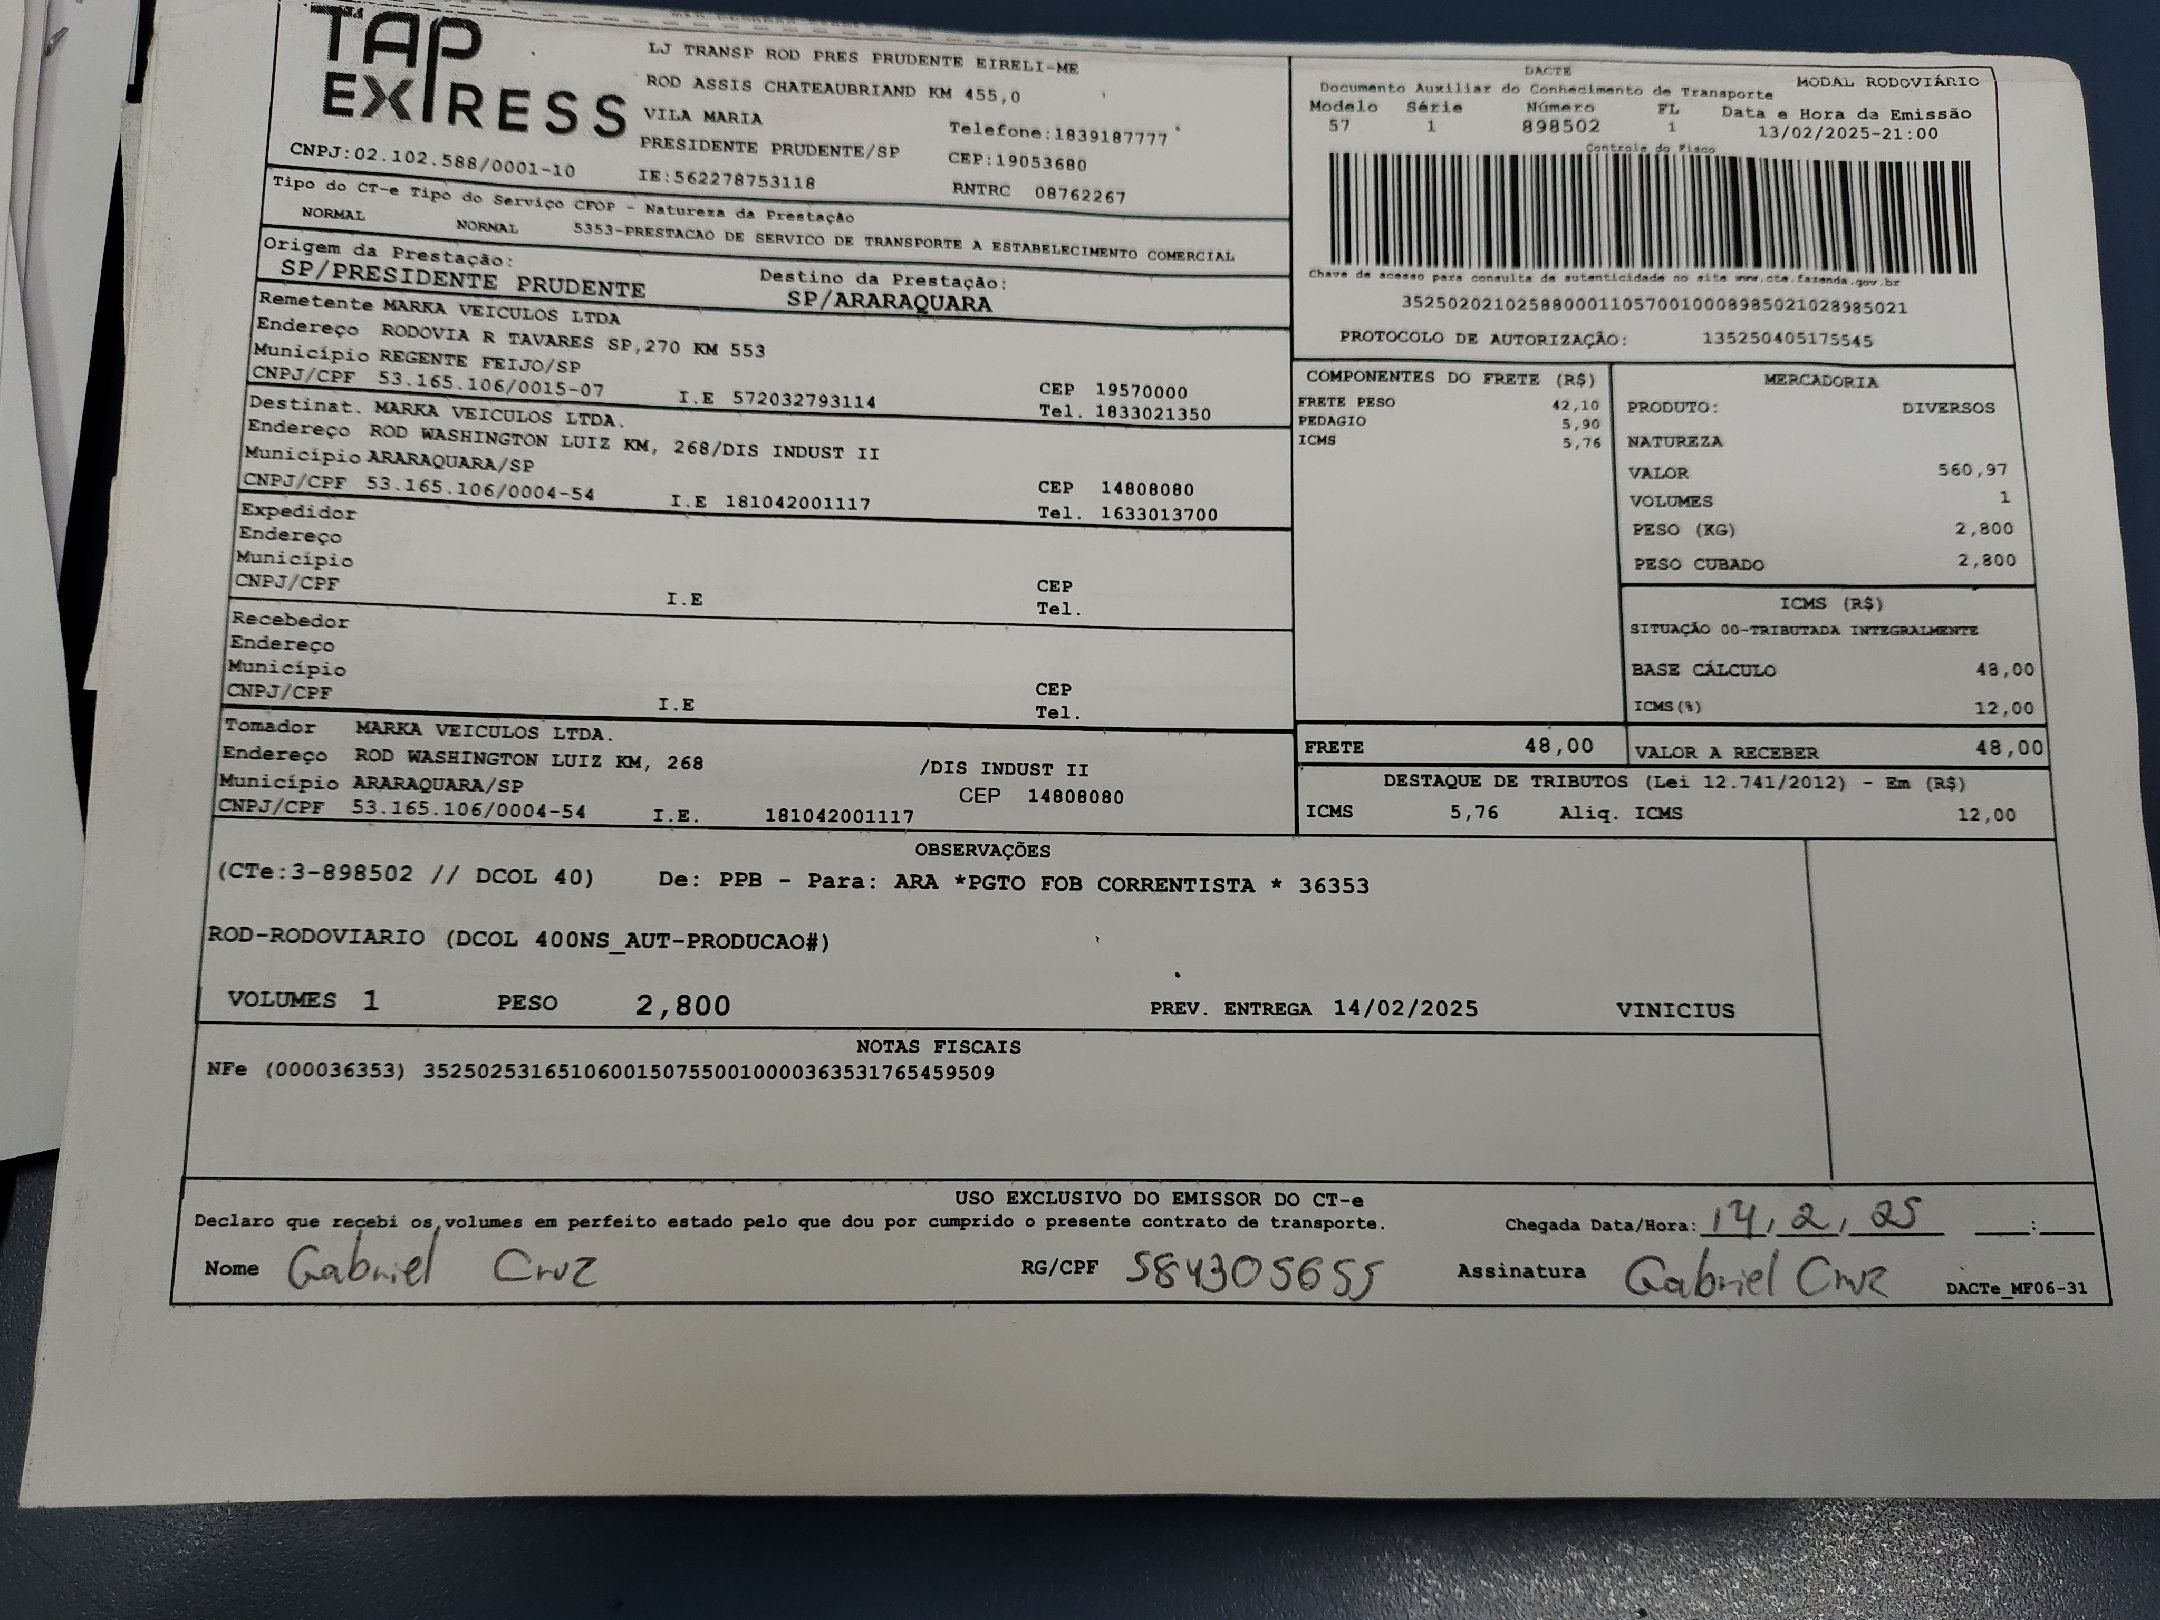 TAP
EXPRESS
LJ TRANSP ROD PRES PRUDENTE EIRELI-ME
ROD ASSIS CHATEAUBRIAND KM 455,0
VILA MARIA
Telefone:1839187777
PRESIDENTE PRUDENTE/SP
CEP:19053680
CNPJ:02.102.588/0001-10
IE:562278753118
RNTRC 08762267
DACTE
MODAL RODOVIÁRIO
Documento Auxiliar do Conhecimento de Transporte
Modelo Série Número FL Data e Hora da Emissão
57 1 898502 1 13/02/2025-21:00
Controle do Fisco
Chave de acesso para consulta de autenticidade no site www.cte.fazenda.gov.br
35250202102588000110570010008985021028985021
PROTOCOLO DE AUTORIZAÇÃO: 135250405175545
Tipo do CT-e Tipo do Serviço CFOP - Natureza da Prestação
NORMAL NORMAL 5353-PRESTACAO DE SERVICO DE TRANSPORTE A ESTABELECIMENTO COMERCIAL
Origem da Prestação: Destino da Prestação:
SP/PRESIDENTE PRUDENTE SP/ARARAQUARA
Remetente MARKA VEICULOS LTDA
Endereço RODOVIA R TAVARES SP,270 KM 553
Município REGENTE FEIJO/SP CEP 19570000
CNPJ/CPF 53.165.106/0015-07 I.E 572032793114 Tel. 1833021350
Destinat. MARKA VEICULOS LTDA.
Endereço ROD WASHINGTON LUIZ KM, 268/DIS INDUST II
Município ARARAQUARA/SP CEP 14808080
CNPJ/CPF 53.165.106/0004-54 I.E 181042001117 Tel. 1633013700
Expedidor
Endereço
Município CEP
CNPJ/CPF I.E Tel.
Recebedor
Endereço
Município CEP
CNPJ/CPF I.E Tel.
Tomador MARKA VEICULOS LTDA.
Endereço ROD WASHINGTON LUIZ KM, 268 /DIS INDUST II
Município ARARAQUARA/SP CEP 14808080
CNPJ/CPF 53.165.106/0004-54 I.E. 181042001117
COMPONENTES DO FRETE (R$)
FRETE PESO 42,10
PEDAGIO 5,90
ICMS 5,76
MERCADORIA
PRODUTO: DIVERSOS
NATUREZA
VALOR 560,97
VOLUMES 1
PESO (KG) 2,800
PESO CUBADO 2,800
ICMS (R$)
SITUAÇÃO 00-TRIBUTADA INTEGRALMENTE
BASE CÁLCULO 48,00
ICMS(%) 12,00
FRETE 48,00 VALOR A RECEBER 48,00
DESTAQUE DE TRIBUTOS (Lei 12.741/2012) - Em (R$)
ICMS 5,76 Aliq. ICMS 12,00
OBSERVAÇÕES
(CTe:3-898502 // DCOL 40) De: PPB - Para: ARA *PGTO FOB CORRENTISTA * 36353
ROD-RODOVIARIO (DCOL 400NS_AUT-PRODUCAO#)
VOLUMES 1 PESO 2,800 PREV. ENTREGA 14/02/2025 VINICIUS
NOTAS FISCAIS
NFe (000036353) 35250253165106001507550010000363531765459509
USO EXCLUSIVO DO EMISSOR DO CT-e
Declaro que recebi os volumes em perfeito estado pelo que dou por cumprido o presente contrato de transporte. Chegada Data/Hora: 14, 2, 25 :
Nome Gabriel Cruz RG/CPF 584305655 Assinatura Gabriel Cruz DACTe_MF06-31